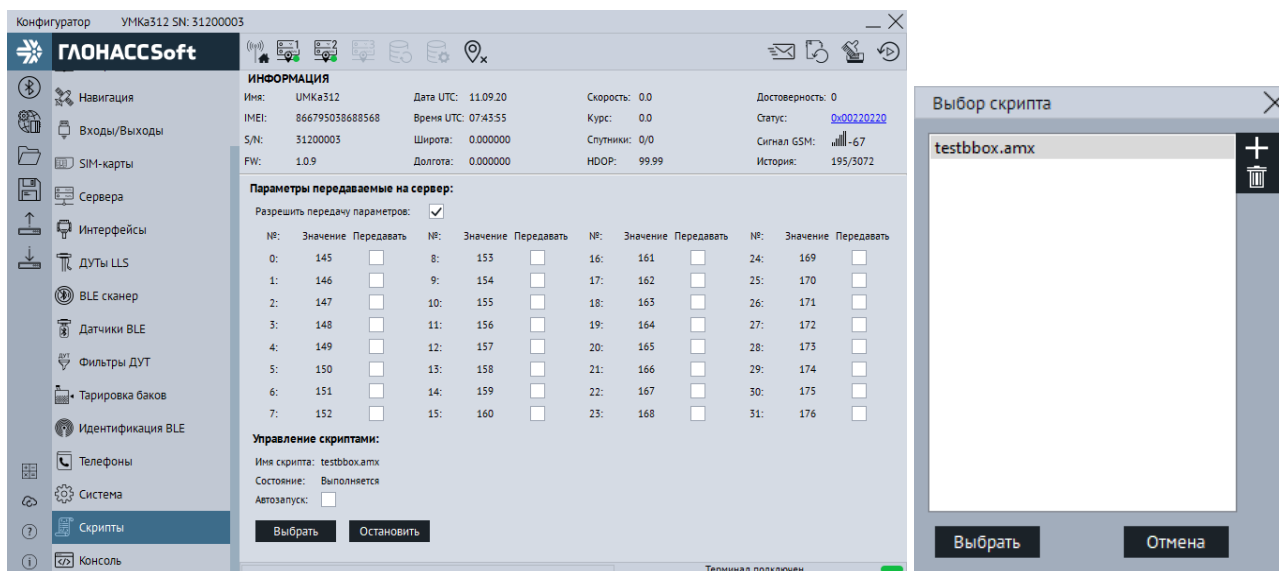 Конфигуратор УМКа312 SN: 31200003
ГЛОНАССSoft
1
2
Навигация
Входы/Выходы
SIM-карты
Сервера
Интерфейсы
ДУТы LLS
BLE сканер
Датчики BLE
Фильтры ДУТ
Тарировка баков
Идентификация BLE
Телефоны
Система
Скрипты
Консоль
ИНФОРМАЦИЯ
Имя: УМКа312 Дата UTC: 11.09.20 Скорость: 0.0 Достоверность: 0
IMEI: 866795038688568 Время UTC: 07:43:55 Курс: 0.0 Статус: 0x00220220
S/N: 31200003 Широта: 0.000000 Спутники: 0/0 Сигнал GSM: -67
FW: 1.0.9 Долгота: 0.000000 HDOP: 99.99 История: 195/3072
Параметры передаваемые на сервер:
Разрешить передачу параметров:
№: Значение Передавать №: Значение Передавать №: Значение Передавать №: Значение Передавать
0: 145 8: 153 16: 161 24: 169
1: 146 9: 154 17: 162 25: 170
2: 147 10: 155 18: 163 26: 171
3: 148 11: 156 19: 164 27: 172
4: 149 12: 157 20: 165 28: 173
5: 150 13: 158 21: 166 29: 174
6: 151 14: 159 22: 167 30: 175
7: 152 15: 160 23: 168 31: 176
Управление скриптами:
Имя скрипта: testbbox.amx
Состояние: Выполняется
Автозапуск:
Выбрать Остановить
Терминал подключен
Выбор скрипта
testbbox.amx
Выбрать Отмена